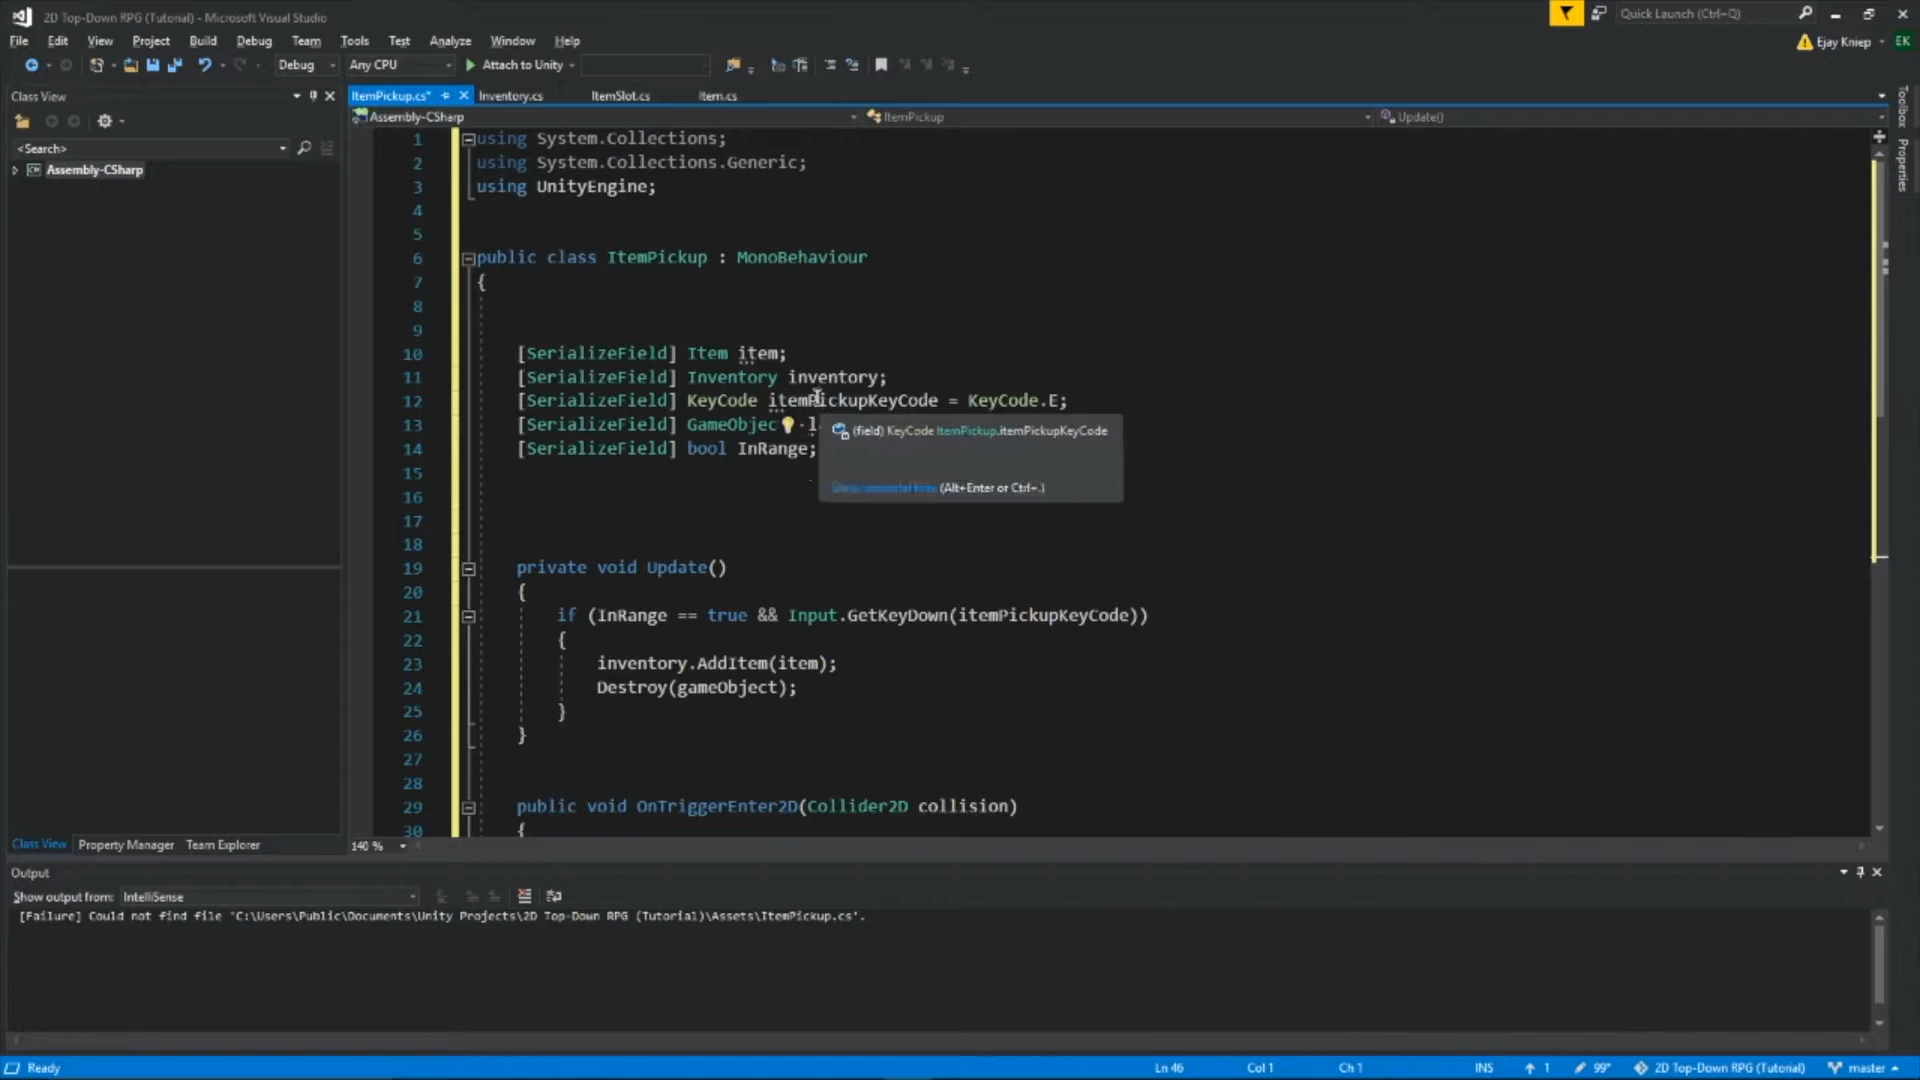 2D Top-Down RPG (Tutorial) - Microsoft Visual Studio
Quick Launch (Ctrl+Q)
File Edit View Project Build Debug Team Tools Test Analyze Window Help
Ejay Kniep EK
Debug Any CPU Attach to Unity
Class View
ItemPickup.cs* Inventory.cs ItemSlot.cs Item.cs
Toolbox
Properties
Assembly-CSharp ItemPickup Update()
<Search>
Assembly-CSharp
1 using System.Collections;
2 using System.Collections.Generic;
3 using UnityEngine;
4
5
6 public class ItemPickup : MonoBehaviour
7 {
8
9
10 [SerializeField] Item item;
11 [SerializeField] Inventory inventory;
12 [SerializeField] KeyCode itemPickupKeyCode = KeyCode.E;
13 [SerializeField] GameObjec
14 [SerializeField] bool InRange;
(field) KeyCode ItemPickup.itemPickupKeyCode
(Alt+Enter or Ctrl+.)
15
16
17
18
19 private void Update()
20 {
21 if (InRange == true && Input.GetKeyDown(itemPickupKeyCode))
22 {
23 inventory.AddItem(item);
24 Destroy(gameObject);
25 }
26 }
27
28
29 public void OnTriggerEnter2D(Collider2D collision)
30 {
Class View Property Manager Team Explorer
140 %
Output
Show output from: IntelliSense
[Failure] Could not find file 'C:\Users\Public\Documents\Unity Projects\2D Top-Down RPG (Tutorial)\Assets\ItemPickup.cs'.
Ready Ln 46 Col 1 Ch 1 INS 1 99* 2D Top-Down RPG (Tutorial) master